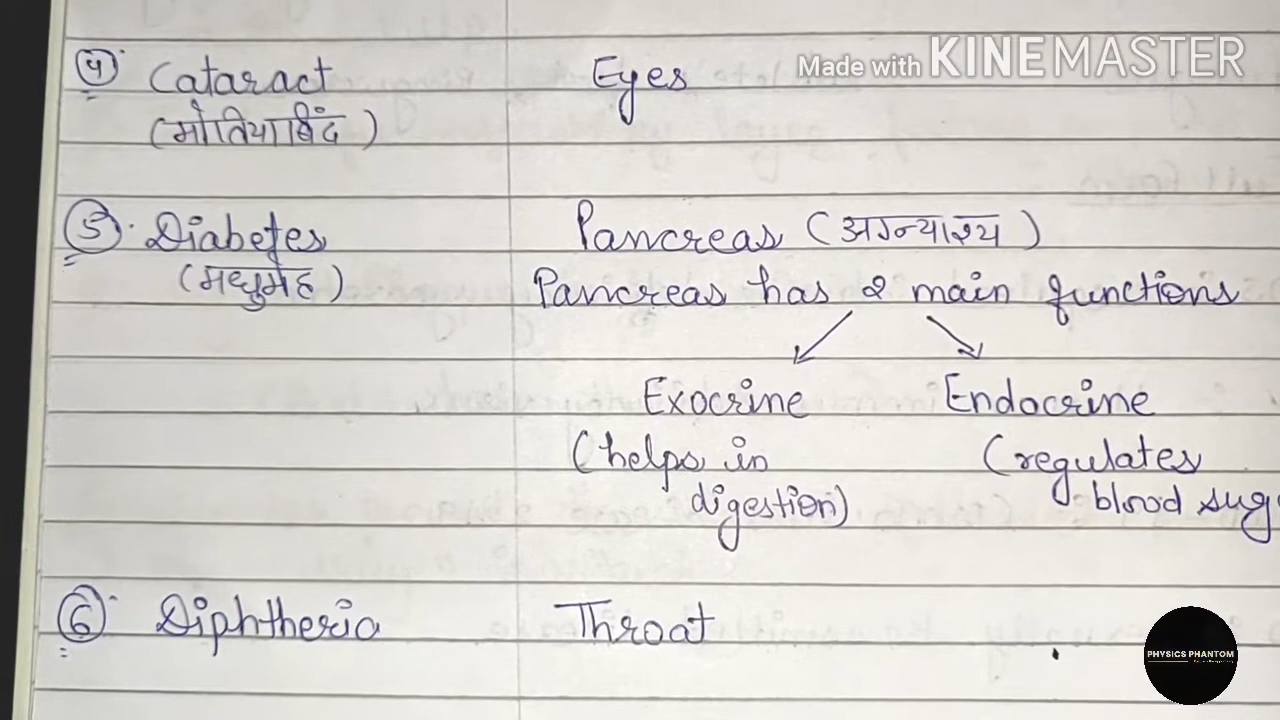 Made with KINEMASTER
④ Cataract Eyes
(मोतियाबिंद)
⑤ Diabetes Pancreas (अग्न्याश्य)
(मधुमेह) Pancreas has 2 main functions
Exocrine Endocrine
(helps in (regulates
digestion) blood sug
⑥ Diphtheria Throat
PHYSICS PHANTOM